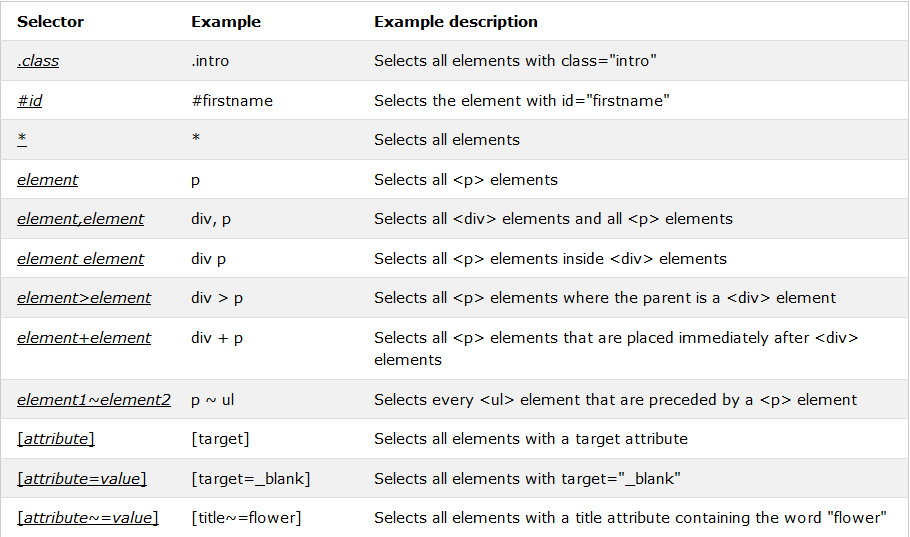 Selector Example Example description
.class .intro Selects all elements with class="intro"
#id #firstname Selects the element with id="firstname"
* * Selects all elements
element p Selects all <p> elements
element,element div, p Selects all <div> elements and all <p> elements
element element div p Selects all <p> elements inside <div> elements
element>element div > p Selects all <p> elements where the parent is a <div> element
element+element div + p Selects all <p> elements that are placed immediately after <div>
elements
element1~element2 p ~ ul Selects every <ul> element that are preceded by a <p> element
[attribute] [target] Selects all elements with a target attribute
[attribute=value] [target=_blank] Selects all elements with target="_blank"
[attribute~=value] [title~=flower] Selects all elements with a title attribute containing the word "flower"